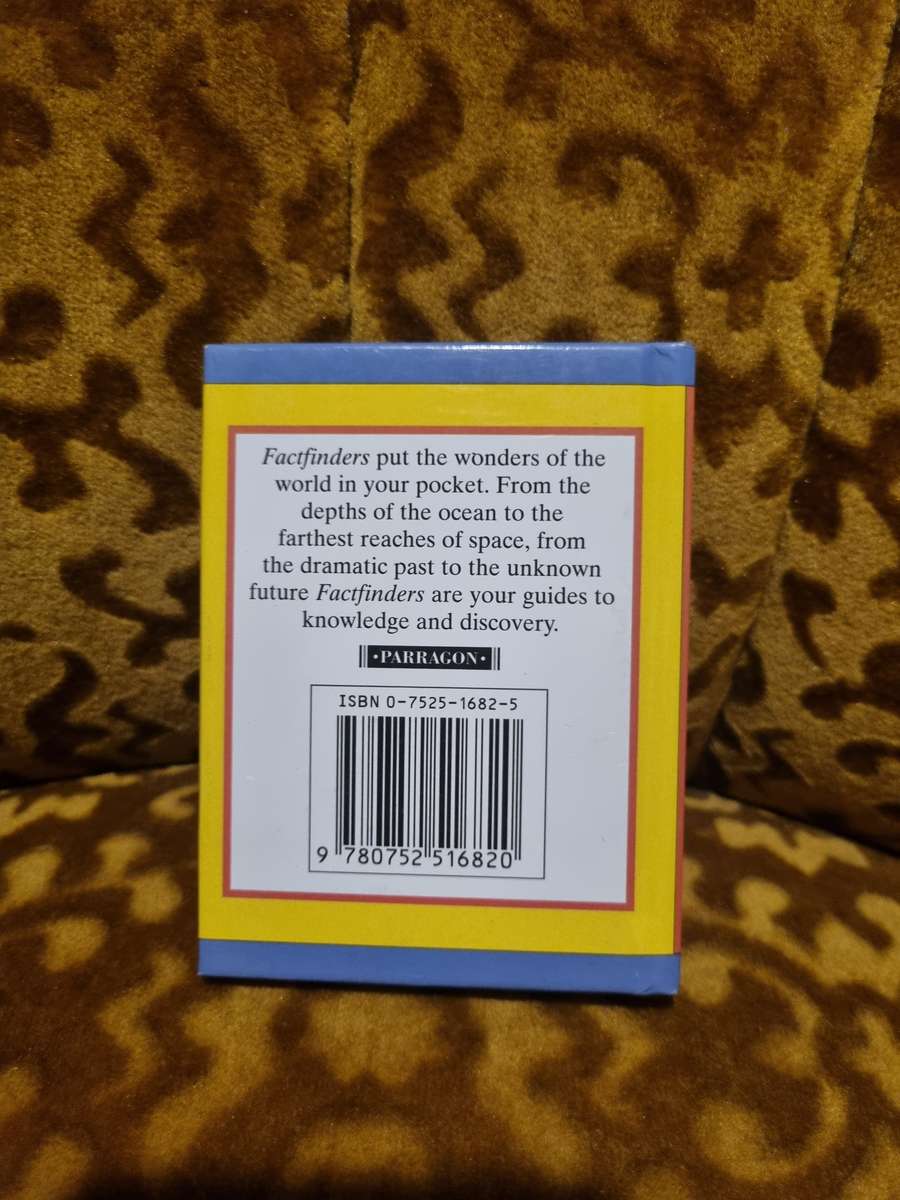 Factfinders put the wonders of the
world in your pocket. From the
depths of the ocean to the
farthest reaches of space, from
the dramatic past to the unknown
future Factfinders are your guides to
knowledge and discovery.
•PARRAGON•
ISBN 0-7525-1682-5
9 780752 516820